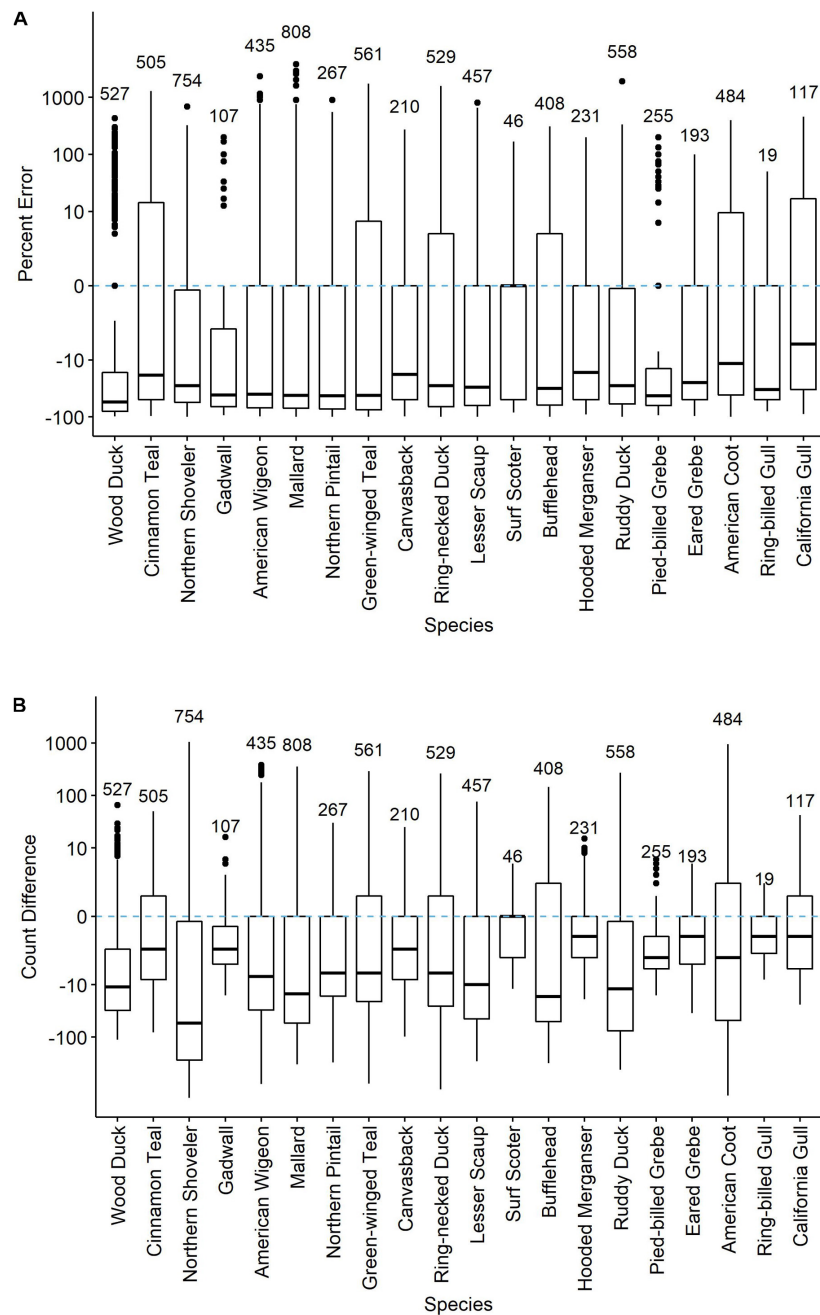 A
808
435
561
558
529
505
267
457
754
527
484
117
408
46
210
231
107
255
193
19
1000
100
10
0
-10
-100
Percent Error
Wood Duck
Cinnamon Teal
Northern Shoveler
Gadwall
American Wigeon
Mallard
Northern Pintail
Green-winged Teal
Canvasback
Ring-necked Duck
Lesser Scaup
Surf Scoter
Bufflehead
Hooded Merganser
Ruddy Duck
Pied-billed Grebe
Eared Grebe
American Coot
Ring-billed Gull
California Gull
Species
B
754
484
435
808
561
529
558
408
527
505
267
210
457
117
107
231
46
255
193
19
1000
100
10
0
-10
-100
Count Difference
Wood Duck
Cinnamon Teal
Northern Shoveler
Gadwall
American Wigeon
Mallard
Northern Pintail
Green-winged Teal
Canvasback
Ring-necked Duck
Lesser Scaup
Surf Scoter
Bufflehead
Hooded Merganser
Ruddy Duck
Pied-billed Grebe
Eared Grebe
American Coot
Ring-billed Gull
California Gull
Species